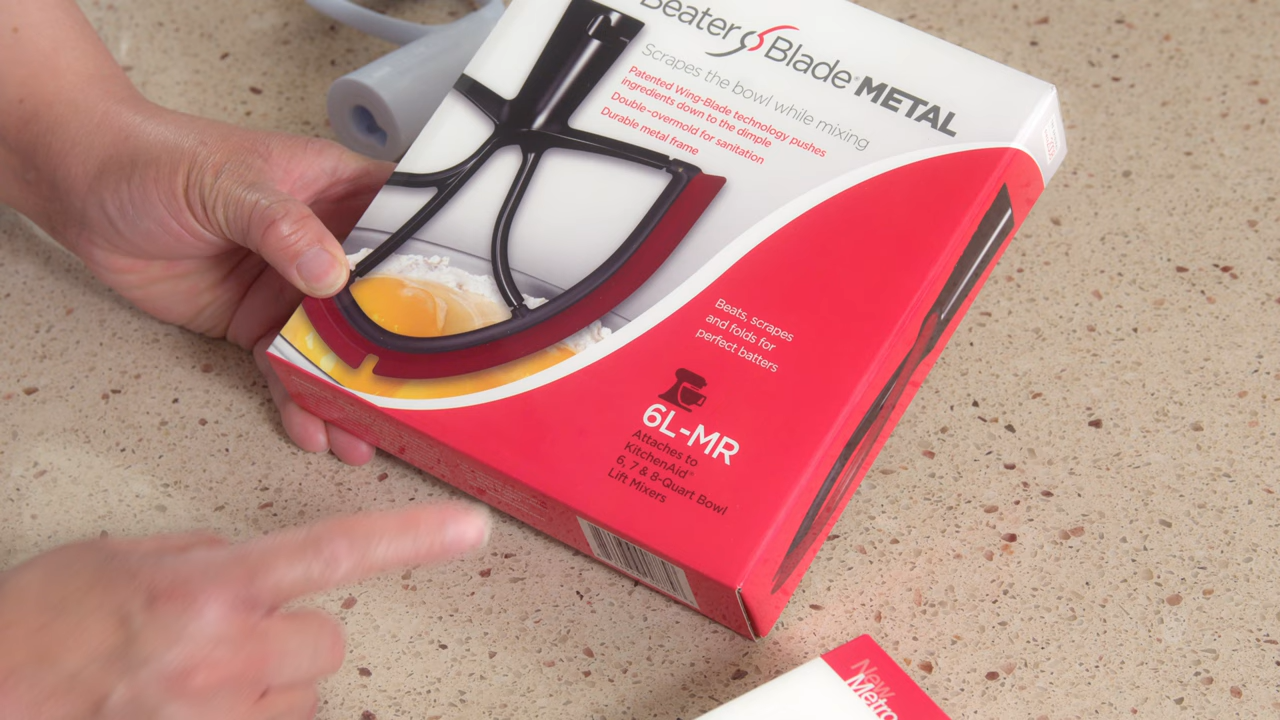 Beater Blade® METAL
Scrapes the bowl while mixing
Patented Wing-Blade technology pushes
ingredients down to the dimple
Double-overmold for sanitation
Durable metal frame
Beats, scrapes
and folds for
perfect batters
6L-MR
Attaches to
KitchenAid®
6, 7 & 8-Quart Bowl
Lift Mixers
New
Metro